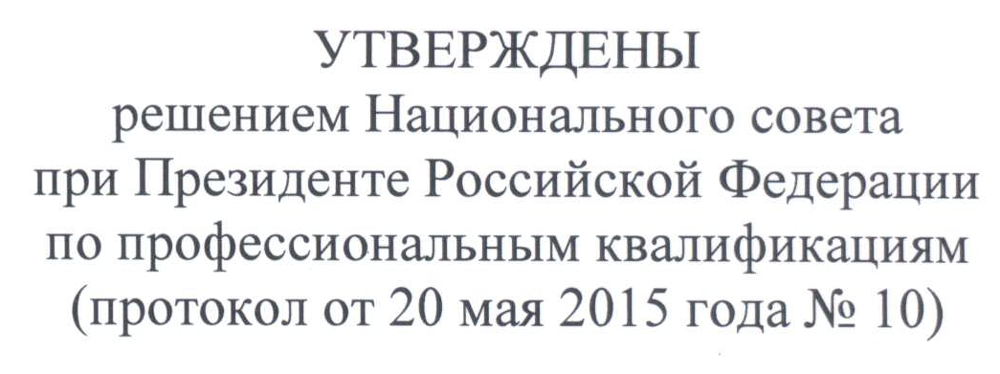 УТВЕРЖДЕНЫ
решением Национального совета
при Президенте Российской Федерации
по профессиональным квалификациям
(протокол от 20 мая 2015 года № 10)